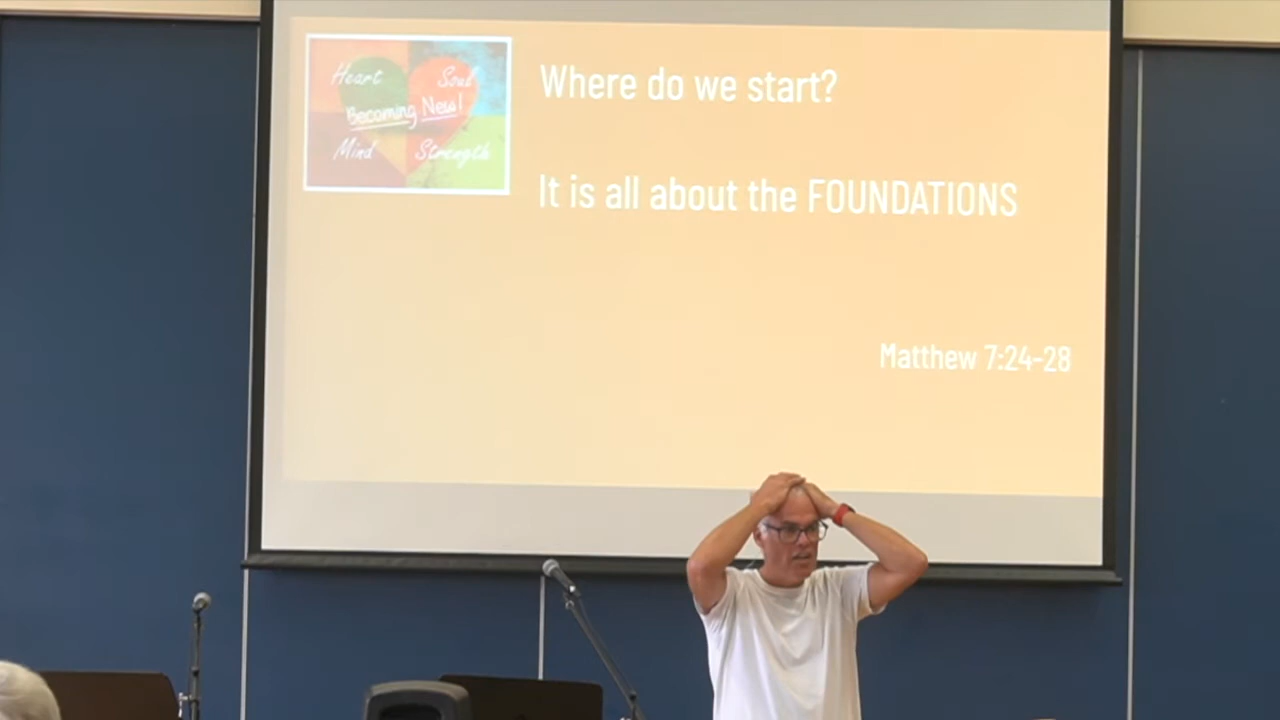 Heart Soul
Becoming New!
Mind Strength
Where do we start?
It is all about the FOUNDATIONS
Matthew 7:24-28